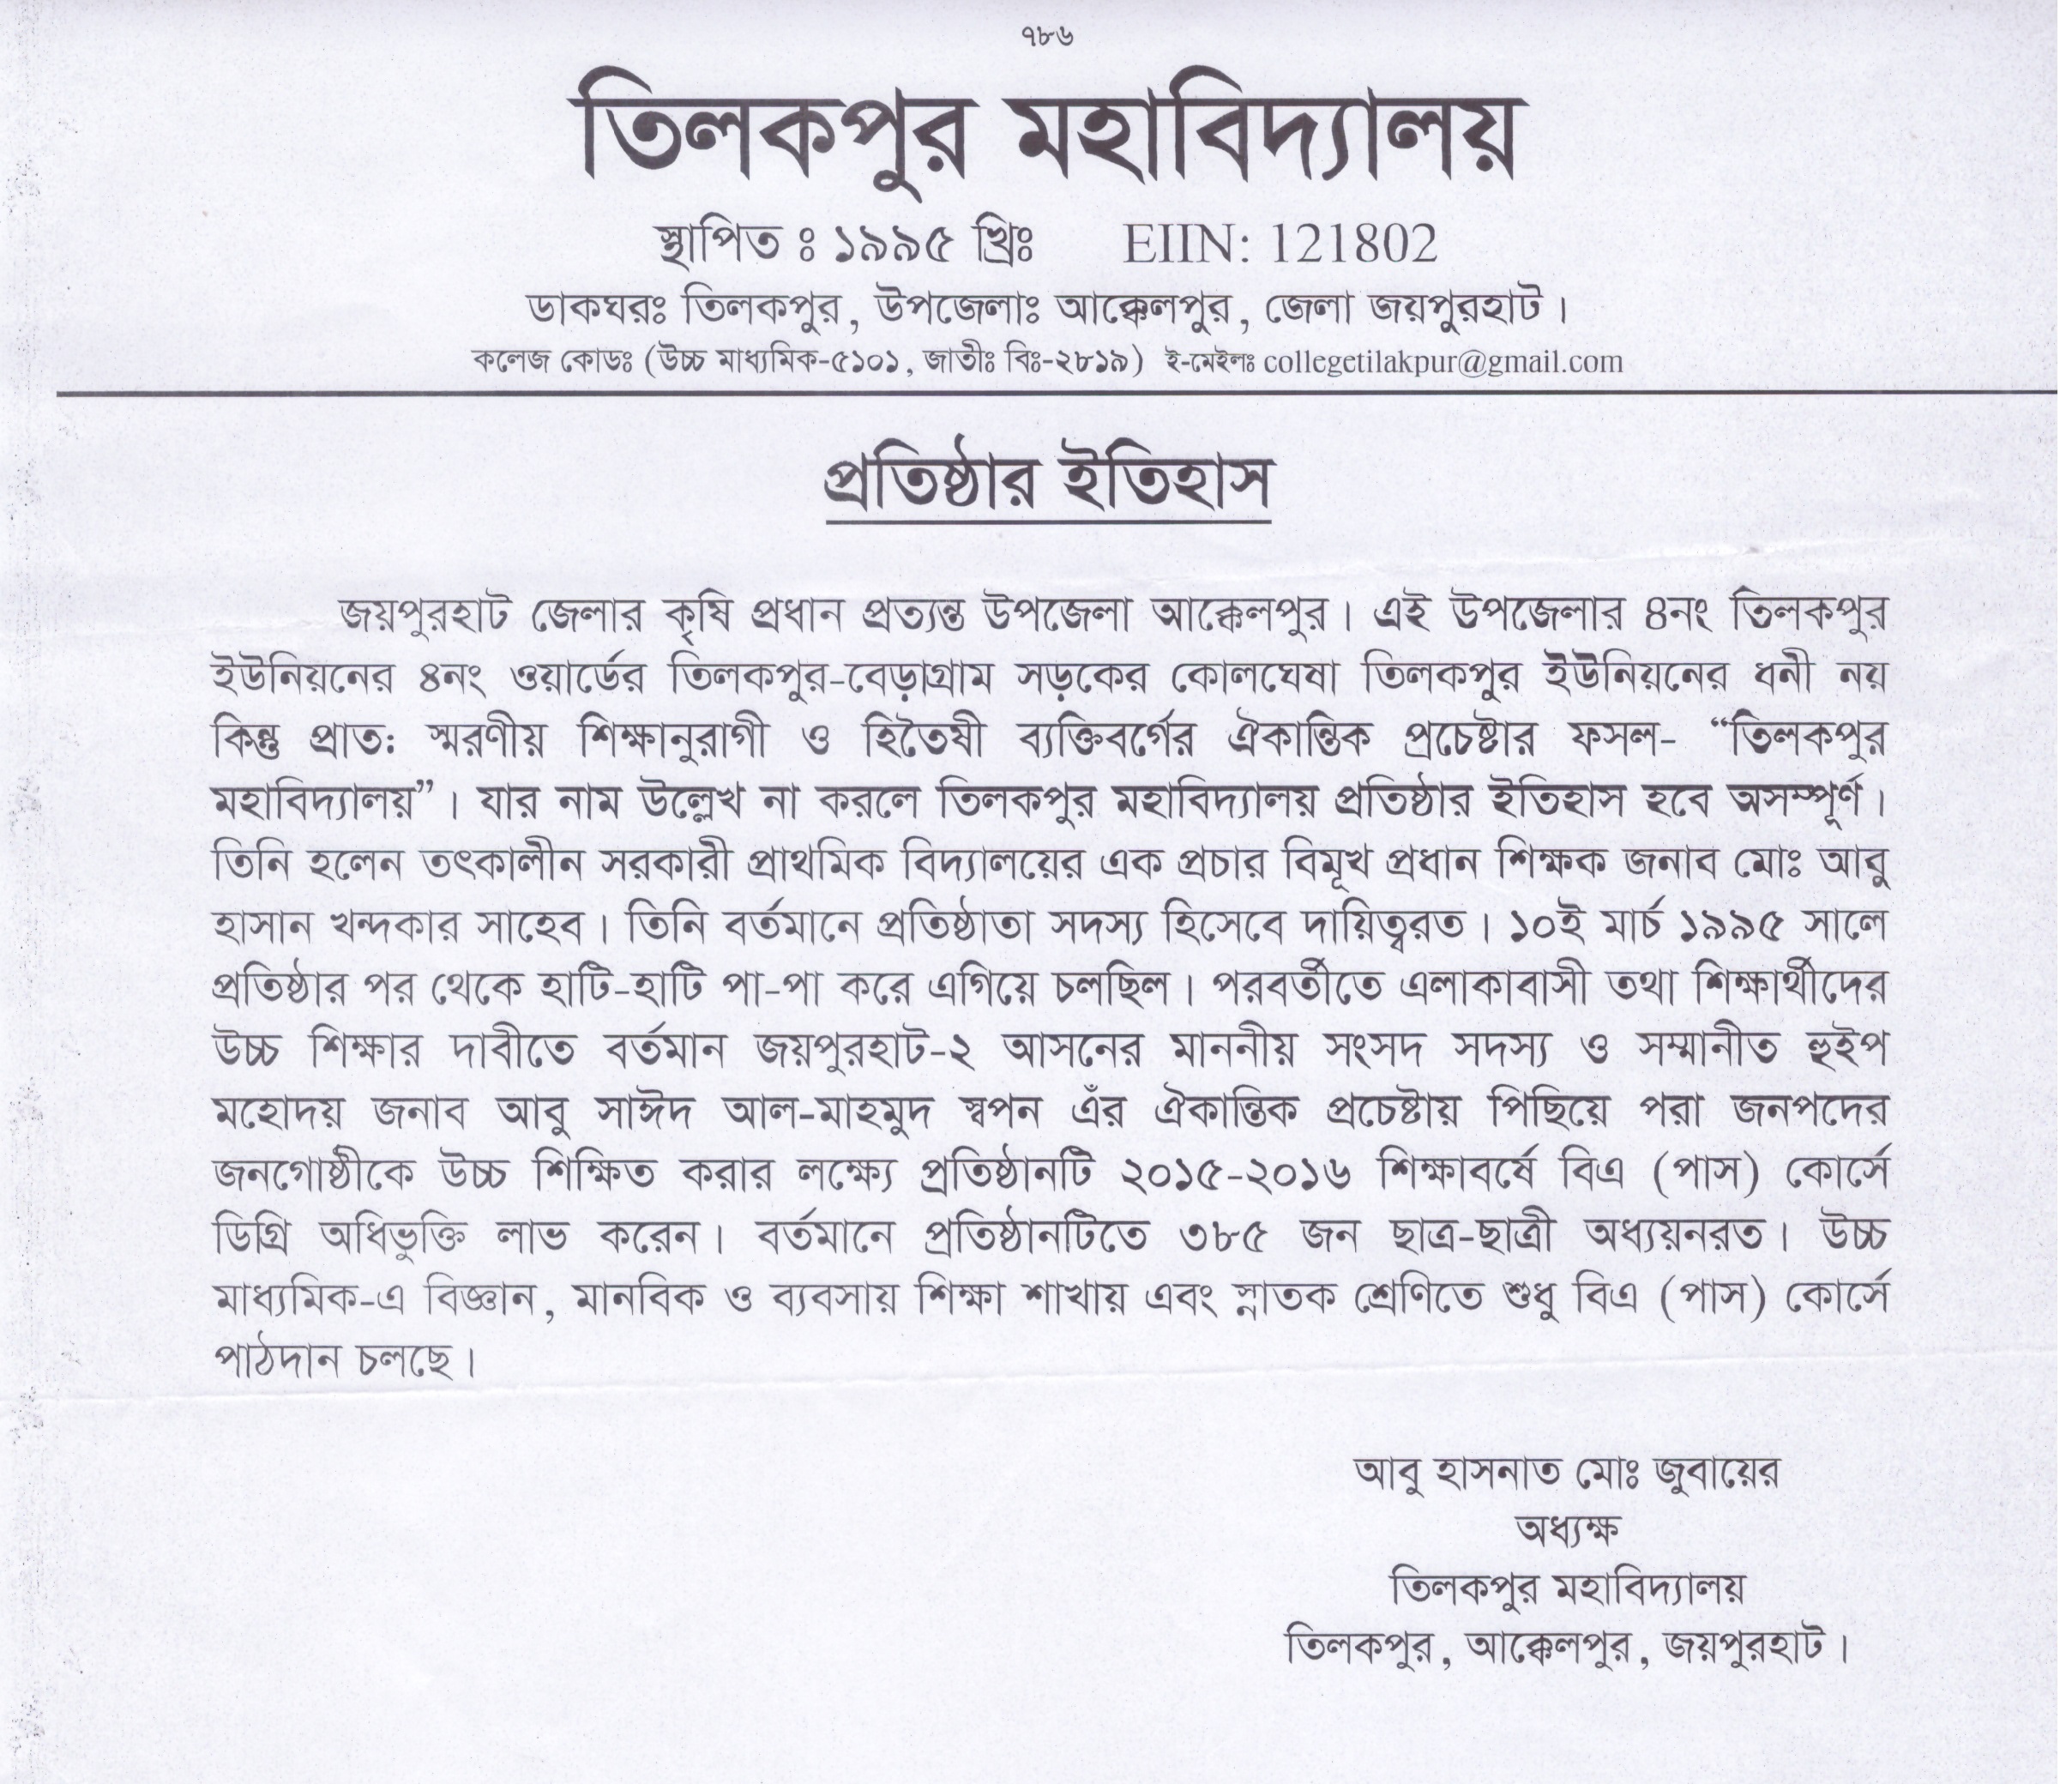 ৭৮৬
তিলকপুর মহাবিদ্যালয়
স্থাপিত ঃ ১৯৯৫ খ্রিঃ EIIN: 121802
ডাকঘরঃ তিলকপুর, উপজেলাঃ আক্কেলপুর, জেলা জয়পুরহাট।
কলেজ কোডঃ (উচ্চ মাধ্যমিক-৫১০১, জাতীঃ বিঃ-২৮১৯) ই-মেইলঃ collegetilakpur@gmail.com
প্রতিষ্ঠার ইতিহাস
জয়পুরহাট জেলার কৃষি প্রধান প্রত্যন্ত উপজেলা আক্কেলপুর। এই উপজেলার ৪নং তিলকপুর
ইউনিয়নের ৪নং ওয়ার্ডের তিলকপুর-বেড়াগ্রাম সড়কের কোলঘেষা তিলকপুর ইউনিয়নের ধনী নয়
কিন্তু প্রাত: স্মরণীয় শিক্ষানুরাগী ও হিতৈষী ব্যক্তিবর্গের ঐকান্তিক প্রচেষ্টার ফসল- “তিলকপুর
মহাবিদ্যালয়”। যার নাম উল্লেখ না করলে তিলকপুর মহাবিদ্যালয় প্রতিষ্ঠার ইতিহাস হবে অসম্পূর্ণ।
তিনি হলেন তৎকালীন সরকারী প্রাথমিক বিদ্যালয়ের এক প্রচার বিমূখ প্রধান শিক্ষক জনাব মোঃ আবু
হাসান খন্দকার সাহেব। তিনি বর্তমানে প্রতিষ্ঠাতা সদস্য হিসেবে দায়িত্বরত। ১০ই মার্চ ১৯৯৫ সালে
প্রতিষ্ঠার পর থেকে হাটি-হাটি পা-পা করে এগিয়ে চলছিল। পরবর্তীতে এলাকাবাসী তথা শিক্ষার্থীদের
উচ্চ শিক্ষার দাবীতে বর্তমান জয়পুরহাট-২ আসনের মাননীয় সংসদ সদস্য ও সম্মানীত হুইপ
মহোদয় জনাব আবু সাঈদ আল-মাহমুদ স্বপন এঁর ঐকান্তিক প্রচেষ্টায় পিছিয়ে পরা জনপদের
জনগোষ্ঠীকে উচ্চ শিক্ষিত করার লক্ষ্যে প্রতিষ্ঠানটি ২০১৫-২০১৬ শিক্ষাবর্ষে বিএ (পাস) কোর্সে
ডিগ্রি অধিভুক্তি লাভ করেন। বর্তমানে প্রতিষ্ঠানটিতে ৩৮৫ জন ছাত্র-ছাত্রী অধ্যয়নরত। উচ্চ
মাধ্যমিক-এ বিজ্ঞান, মানবিক ও ব্যবসায় শিক্ষা শাখায় এবং স্নাতক শ্রেণিতে শুধু বিএ (পাস) কোর্সে
পাঠদান চলছে।
আবু হাসনাত মোঃ জুবায়ের
অধ্যক্ষ
তিলকপুর মহাবিদ্যালয়
তিলকপুর, আক্কেলপুর, জয়পুরহাট।